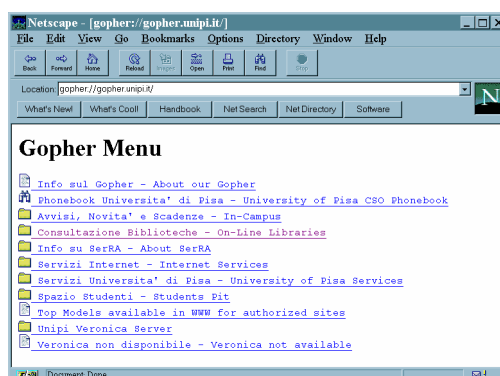 Netscape - [gopher://gopher.unipi.it/]
File Edit View Go Bookmarks Options Directory Window Help
Back Forward Home Reload Images Open Print Find Stop
Location: gopher://gopher.unipi.it/
What's New! What's Cool! Handbook Net Search Net Directory Software
N
Gopher Menu
Info sul Gopher - About our Gopher
Phonebook Universita' di Pisa - University of Pisa CSO Phonebook
Avvisi, Novita' e Scadenze - In-Campus
Consultazione Biblioteche - On-Line Libraries
Info su SerRA - About SerRA
Servizi Internet - Internet Services
Servizi Universita' di Pisa - University of Pisa Services
Spazio Studenti - Students Pit
Top Models available in WWW for authorized sites
Unipi Veronica Server
Veronica non disponibile - Veronica not available
Document: Done